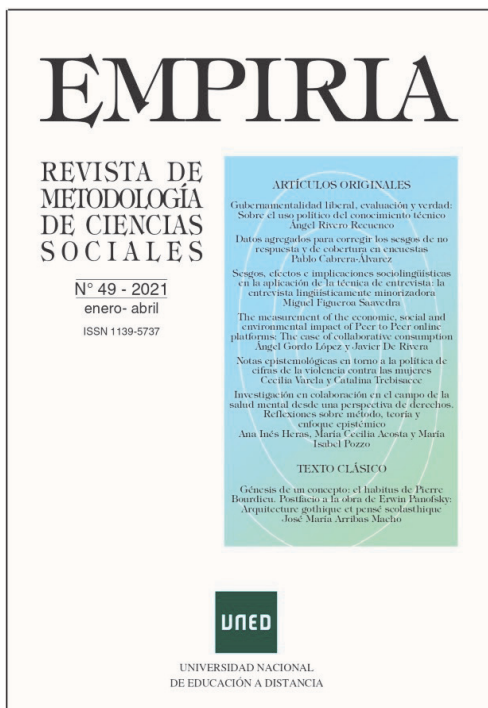 EMPIRIA
REVISTA DE
METODOLOGÍA
DE CIENCIAS
SOCIALES
N° 49 - 2021
enero- abril
ISSN 1139-5737
ARTÍCULOS ORIGINALES
Gubernamentalidad liberal, evaluación y verdad:
Sobre el uso político del conocimiento técnico
Ángel Rivero Recuenco
Datos agregados para corregir los sesgos de no
respuesta y de cobertura en encuestas
Pablo Cabrera-Álvarez
Sesgos, efectos e implicaciones sociolingüísticas
en la aplicación de la técnica de entrevista: la
entrevista lingüísticamente minorizadora
Miguel Figueroa Saavedra
The measurement of the economic, social and
environmental impact of Peer to Peer online
platforms: The case of collaborative consumption
Ángel Gordo López y Javier De Rivera
Notas epistemológicas en torno a la política de
cifras de la violencia contra las mujeres
Cecilia Varela y Catalina Trebisacce
Investigación en colaboración en el campo de la
salud mental desde una perspectiva de derechos.
Reflexiones sobre método, teoría y
enfoque epistémico
Ana Inés Heras, María Cecilia Acosta y María
Isabel Pozzo
TEXTO CLÁSICO
Génesis de un concepto: el habitus de Pierre
Bourdieu. Postfacio a la obra de Erwin Panofsky:
Arquitecture gothique et pensé scolasthique
José María Arribas Macho
UNED
UNIVERSIDAD NACIONAL
DE EDUCACIÓN A DISTANCIA